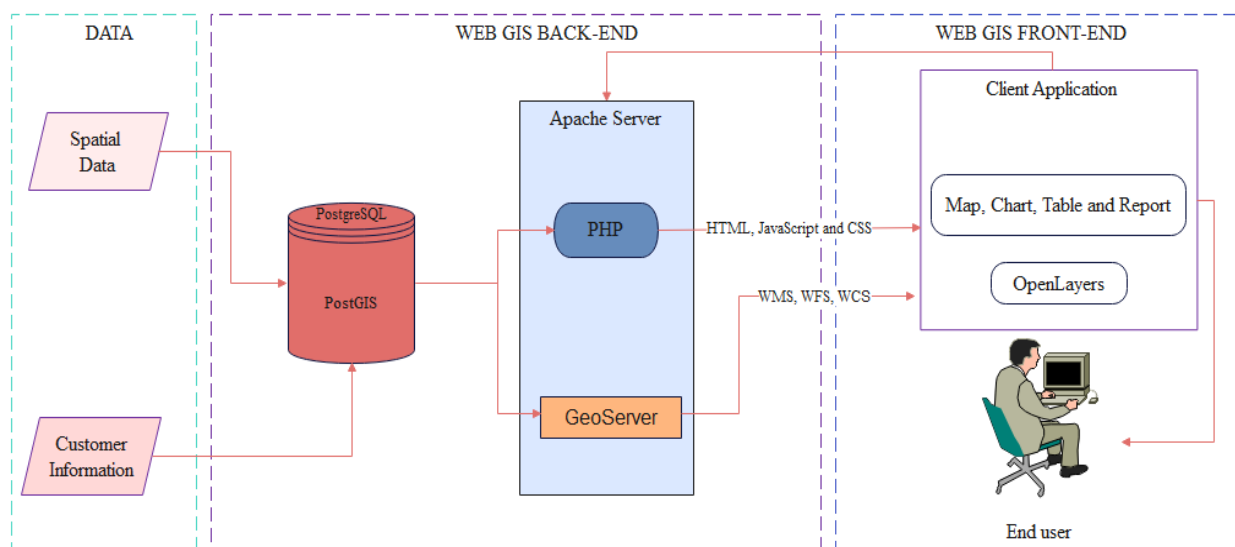 DATA
WEB GIS BACK-END
WEB GIS FRONT-END
Spatial
Data
Customer
Information
PostgreSQL
PostGIS
Apache Server
PHP
GeoServer
HTML, JavaScript and CSS
WMS, WFS, WCS
Client Application
Map, Chart, Table and Report
OpenLayers
End user